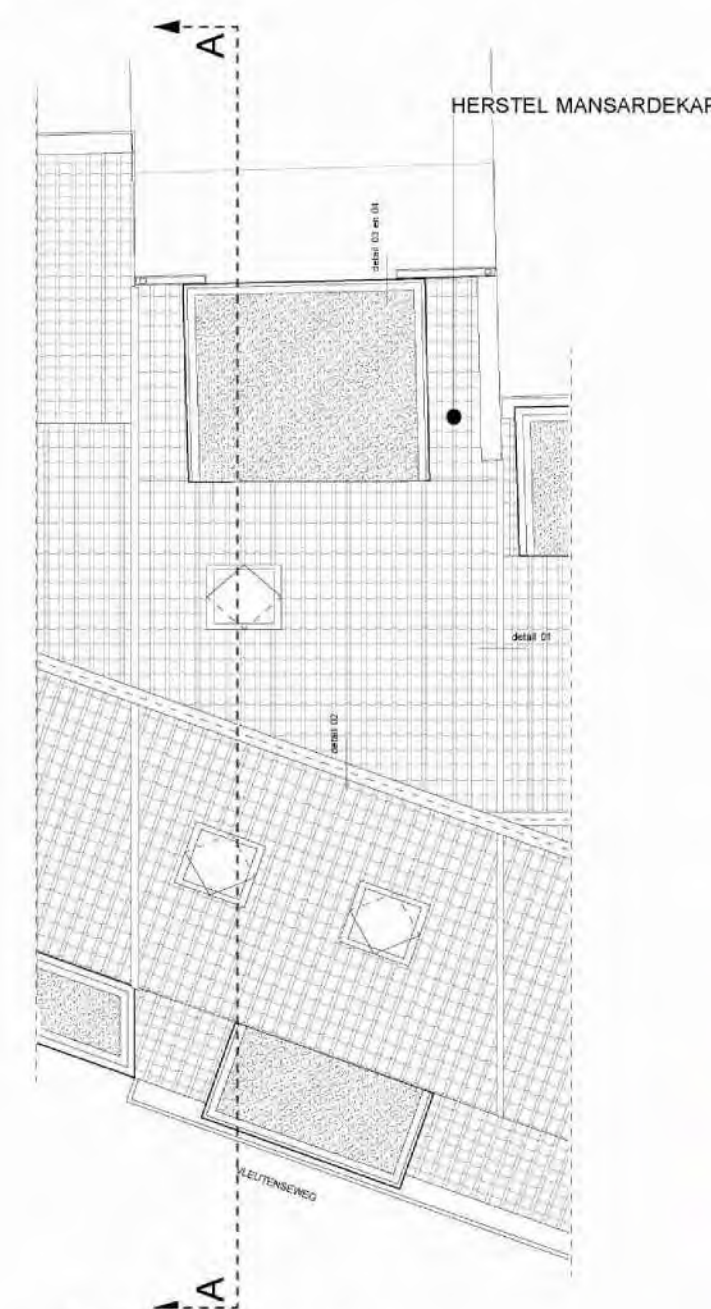 A
HERSTEL MANSARDEKAP
detail 03 en 04
detail 01
detail 02
VLEUTENSEWEG
A